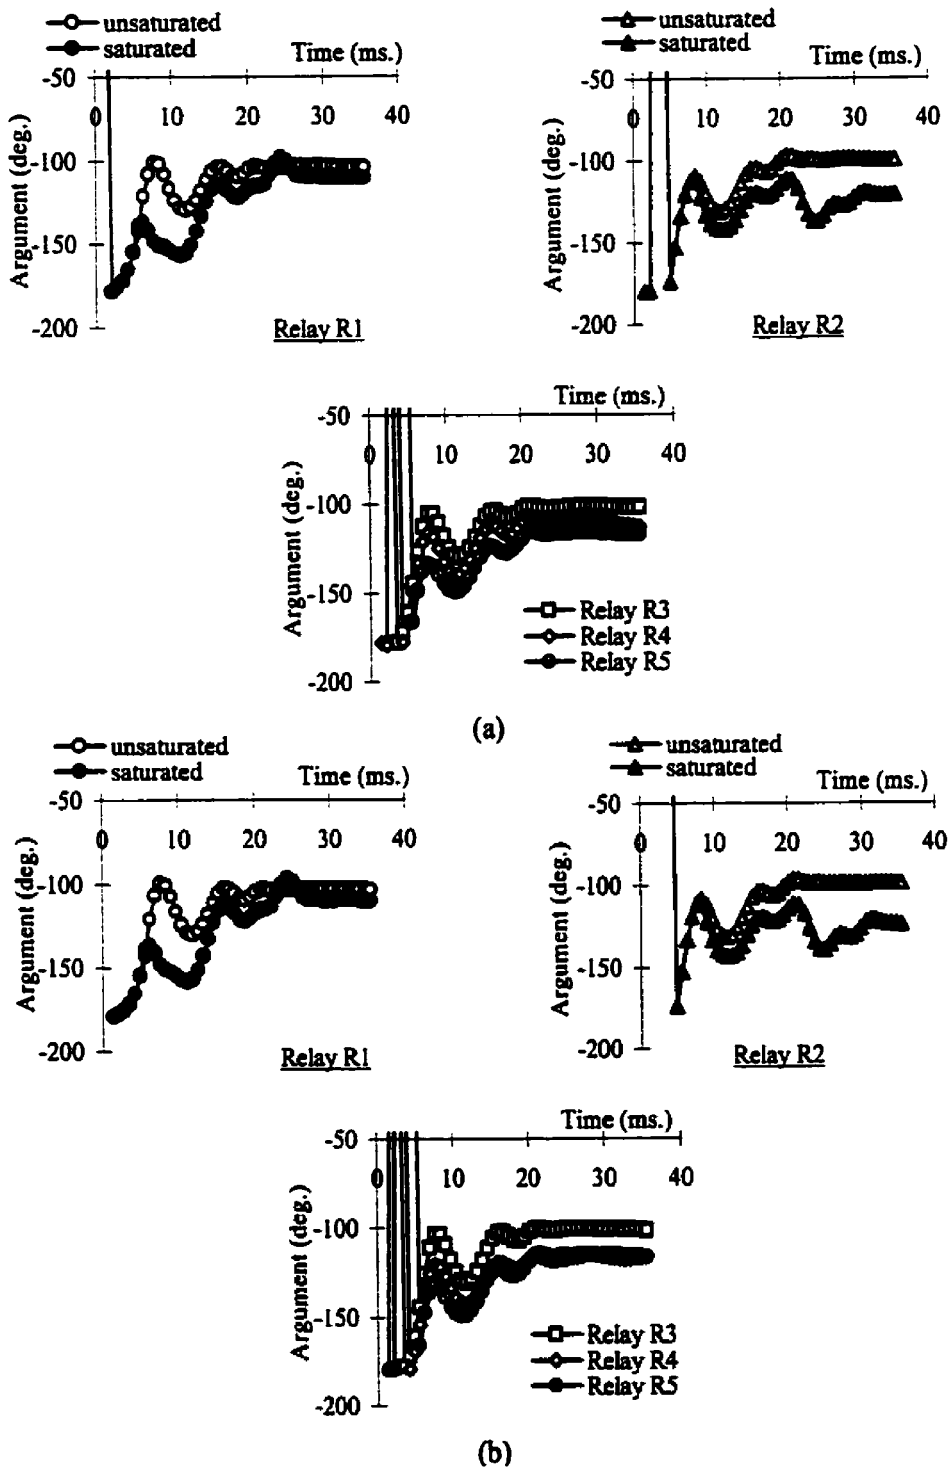 unsaturated
saturated
Time (ms.)
-50
0 10 20 30 40
-100
-150
-200
Argument (deg.)
Relay R1
unsaturated
saturated
Time (ms.)
-50
0 10 20 30 40
-100
-150
-200
Argument (deg.)
Relay R2
Time (ms.)
-50
0 10 20 30 40
-100
-150
-200
Argument (deg.)
Relay R3
Relay R4
Relay R5
(a)
unsaturated
saturated
Time (ms.)
-50
0 10 20 30 40
-100
-150
-200
Argument (deg.)
Relay R1
unsaturated
saturated
Time (ms.)
-50
0 10 20 30 40
-100
-150
-200
Argument (deg.)
Relay R2
Time (ms.)
-50
0 10 20 30 40
-100
-150
-200
Argument (deg.)
Relay R3
Relay R4
Relay R5
(b)